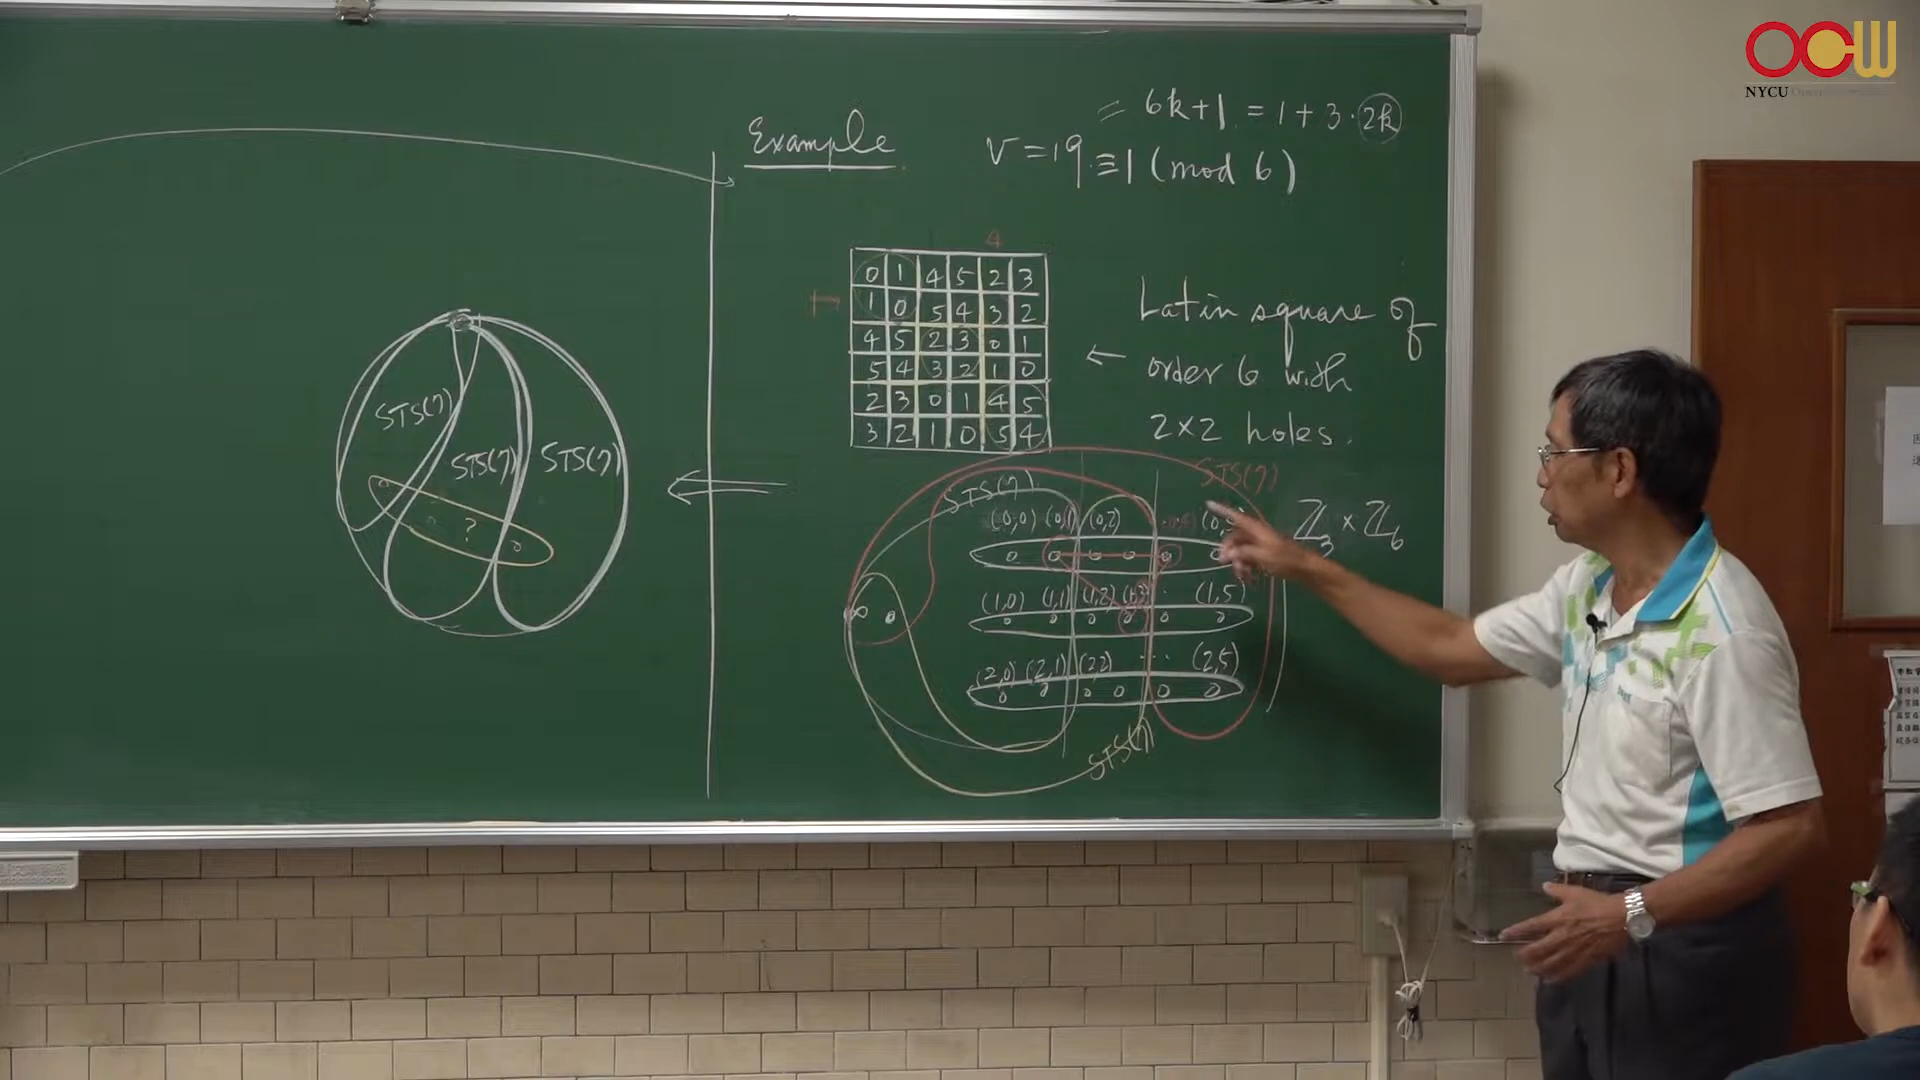 OCW
NYCU
Example
= 6k+1 = 1 + 3·2k
v = 19 ≡ 1 (mod 6)
4
1
0 1 4 5 2 3
1 0 5 4 3 2
4 5 2 3 0 1
5 4 3 2 1 0
2 3 0 1 4 5
3 2 1 0 5 4
Latin square of
← order 6 with
2×2 holes.
STS(7)
STS(7)
STS(7)
?
STS(7)
STS(7)
(0,0) (0,1) (0,2)
ℤ3 × ℤ6
(1,0) (1,1) (1,2) (1,3) · (1,5)
∞
(2,0) (2,1) (2,2) ··· (2,5)
STS(7)